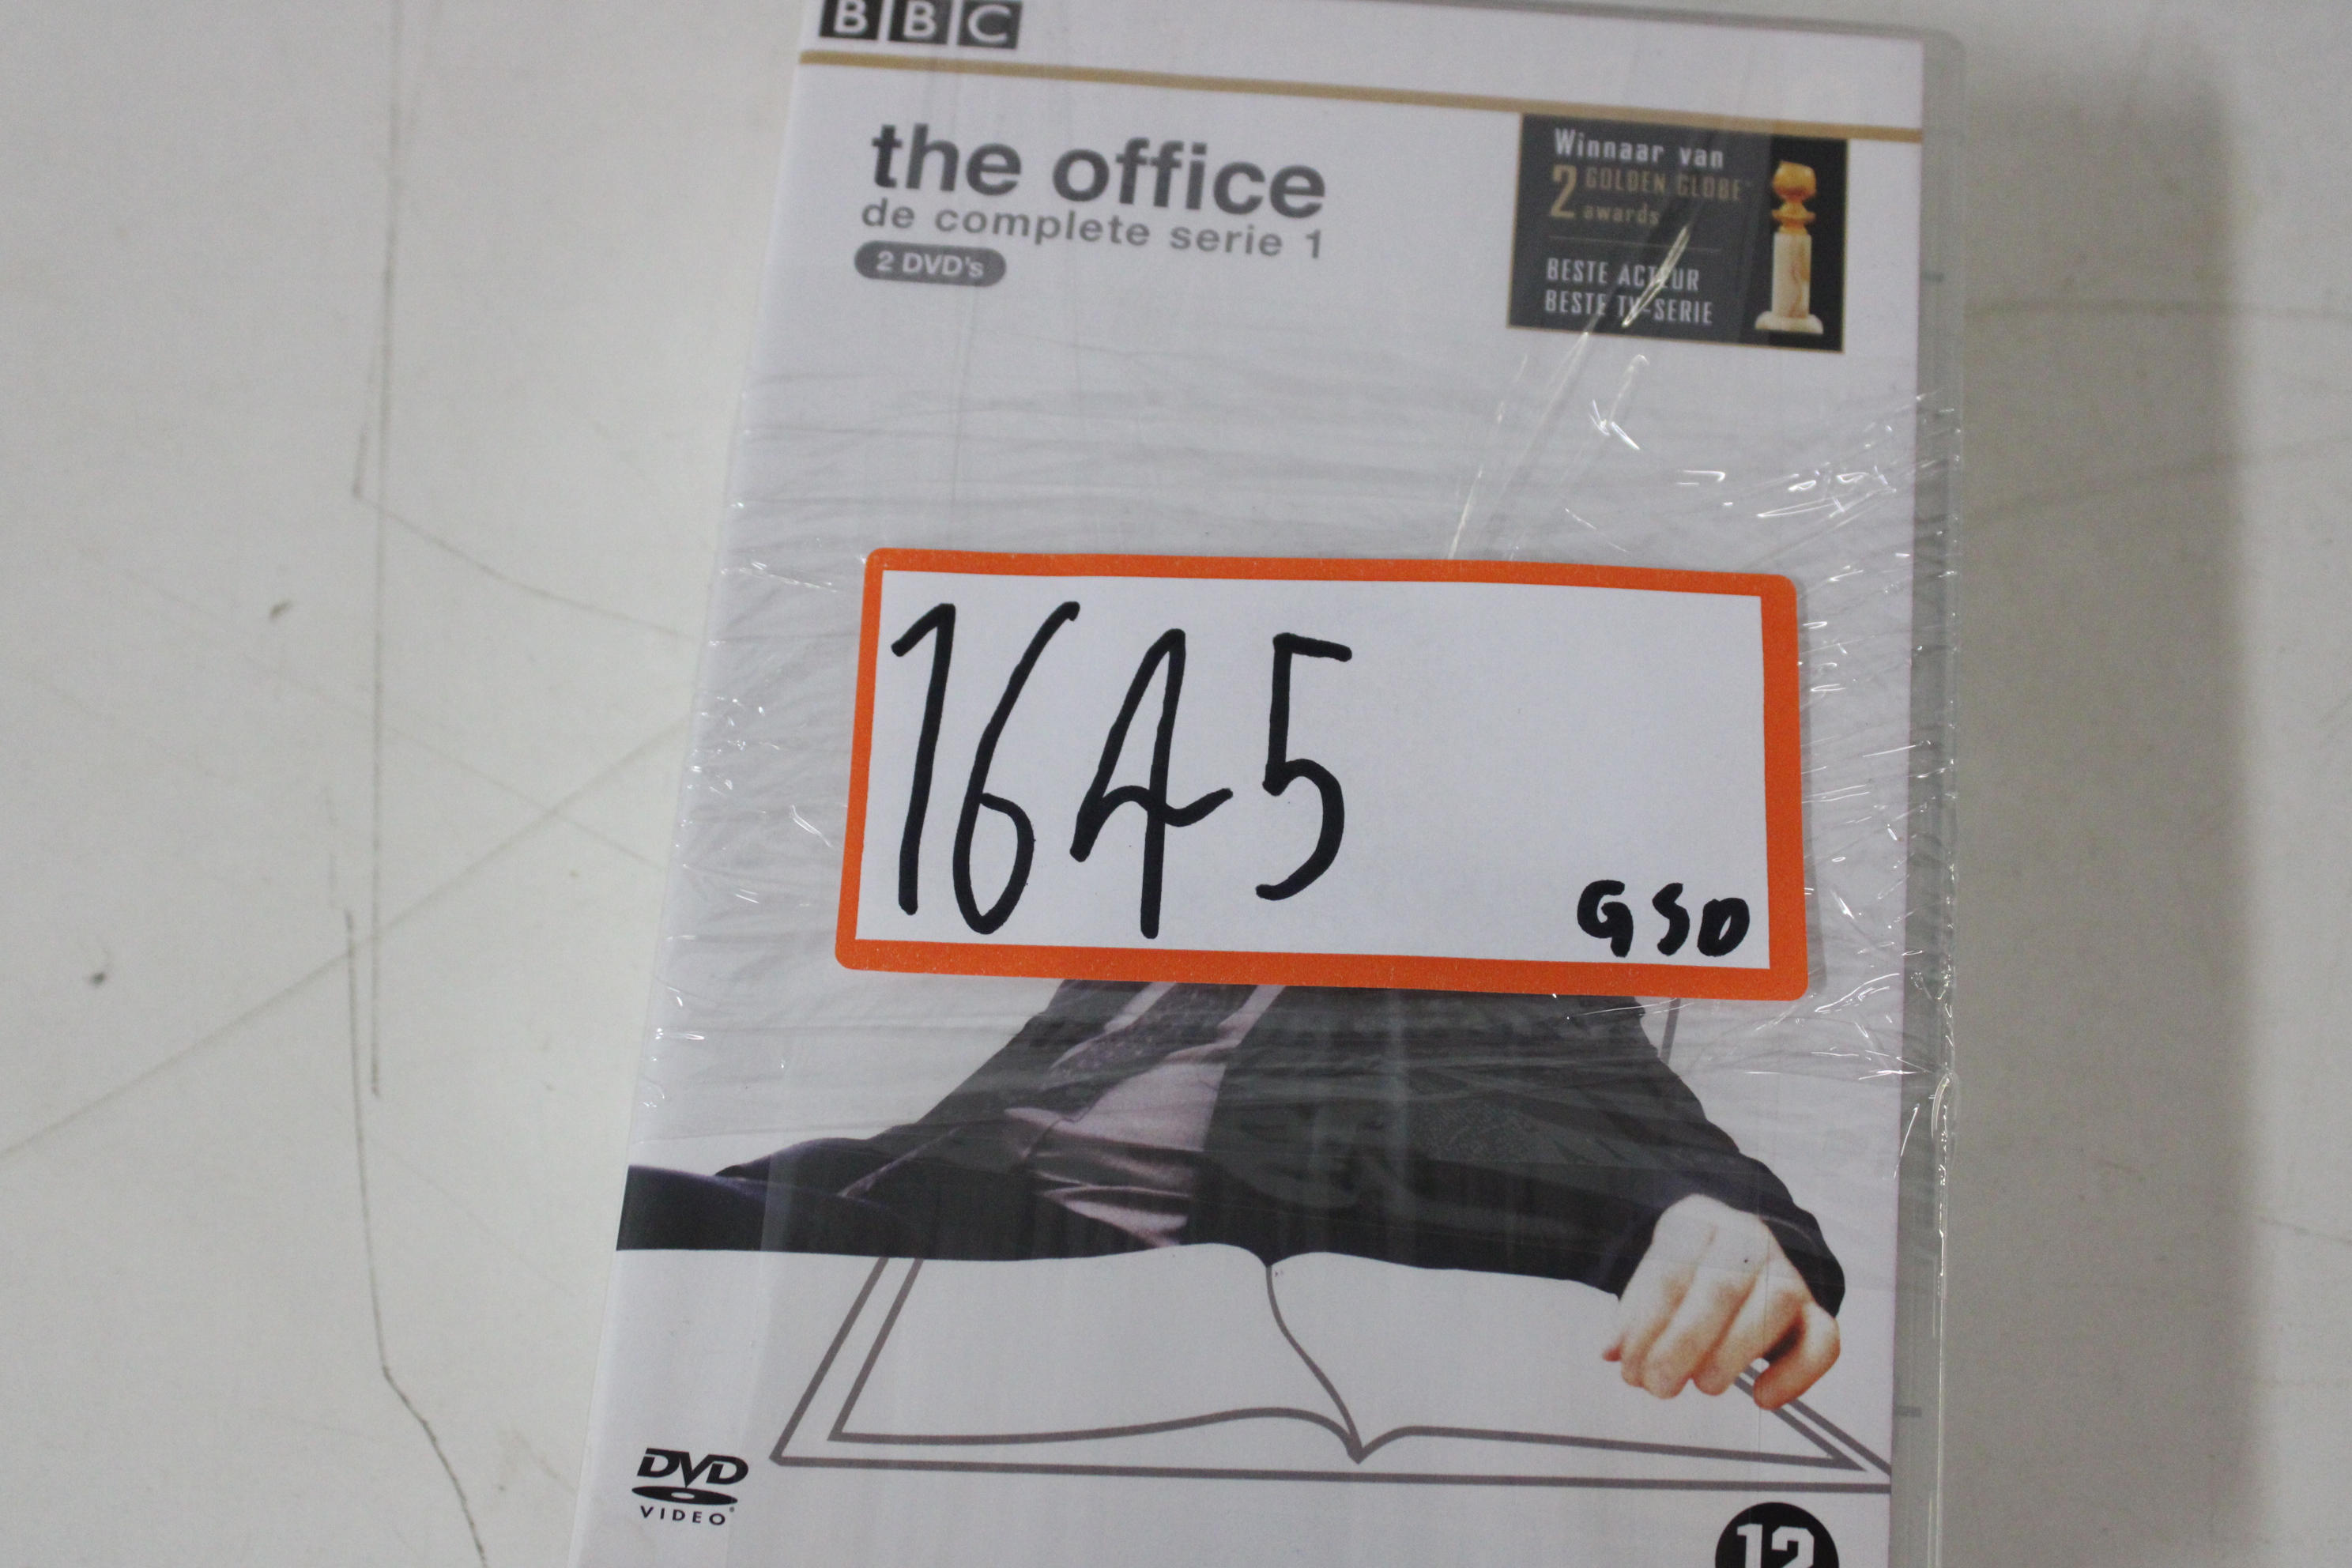 BBC
the office
de complete serie 1
2 DVD's
Winnaar van
2 GOLDEN GLOBE
awards
BESTE ACTEUR
BESTE TV-SERIE
1645
GSD
DVD
VIDEO
12